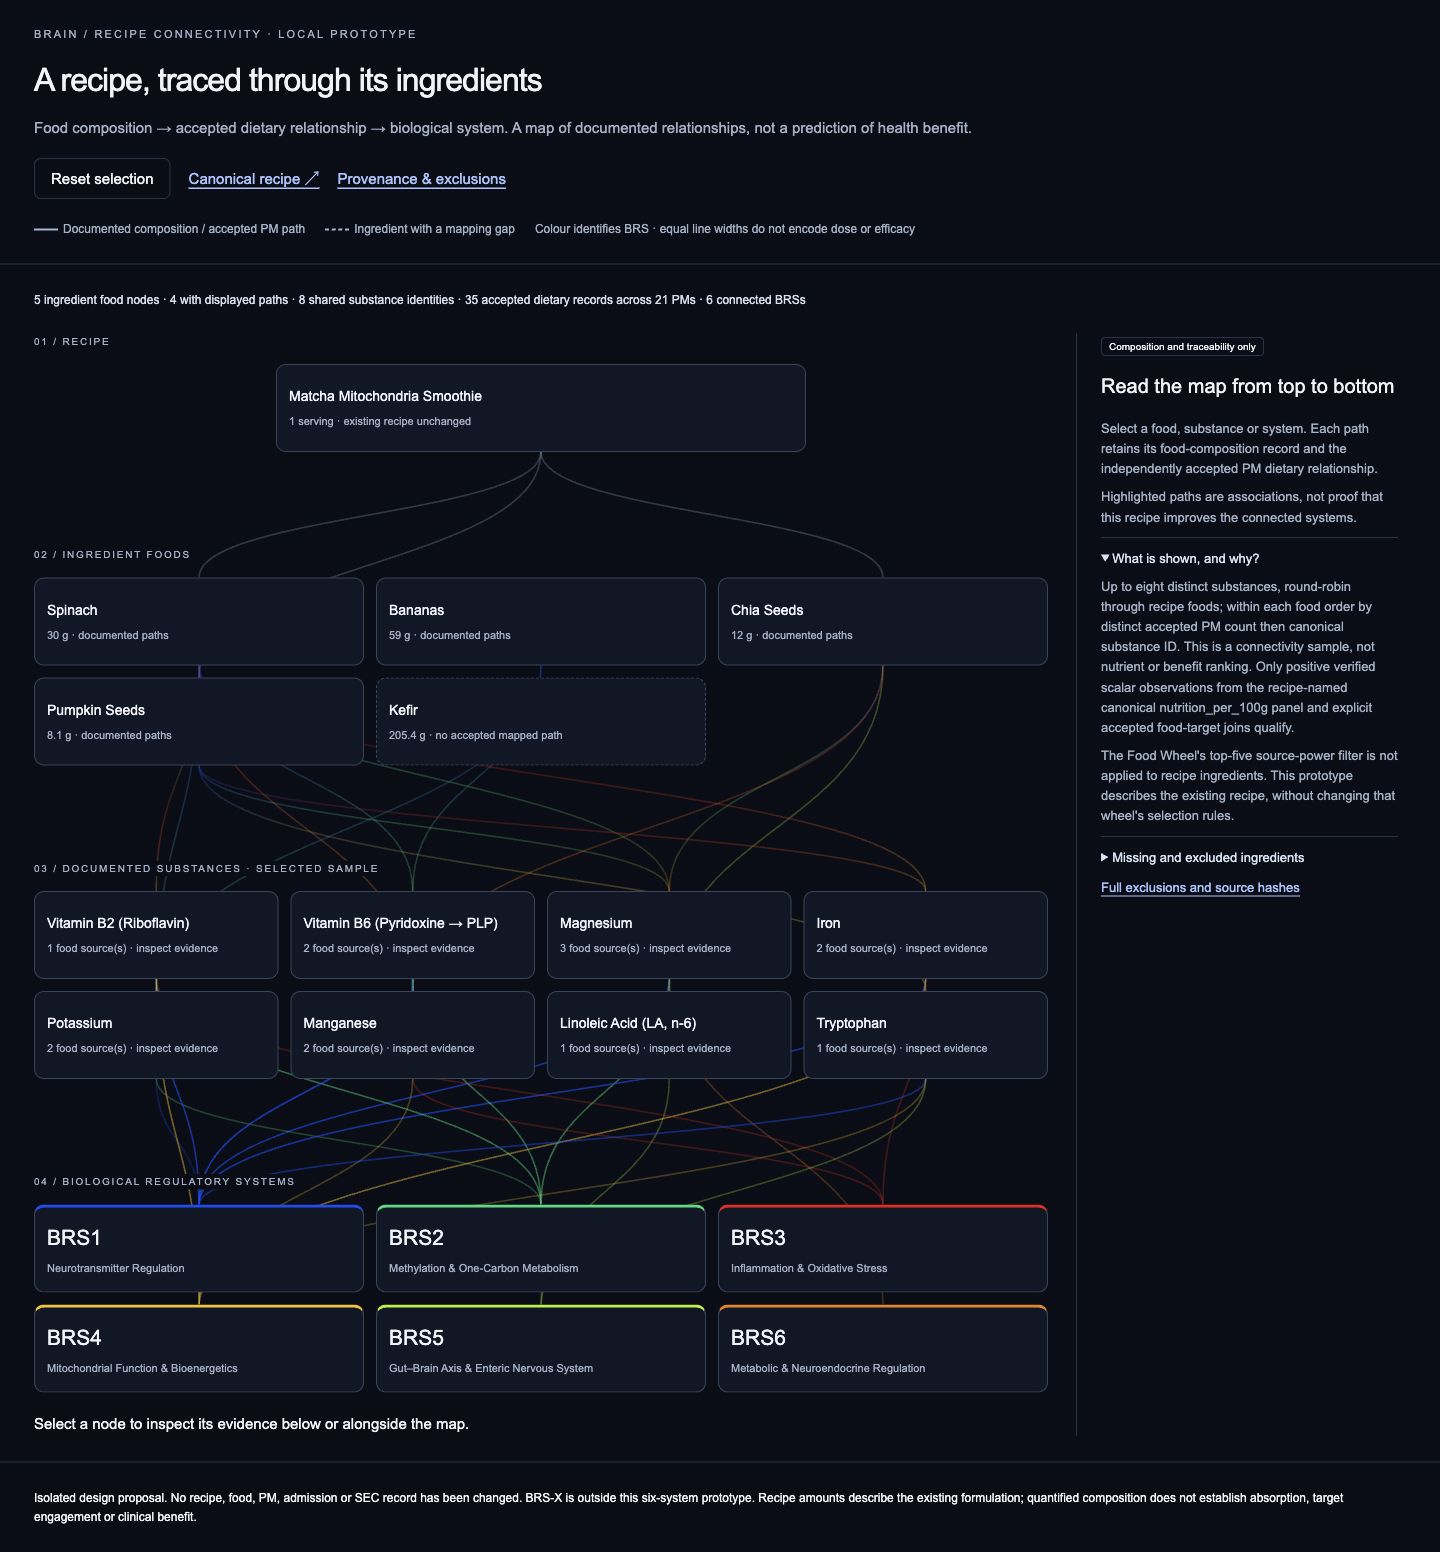 BRAIN / RECIPE CONNECTIVITY · LOCAL PROTOTYPE
A recipe, traced through its ingredients
Food composition → accepted dietary relationship → biological system. A map of documented relationships, not a prediction of health benefit.
Reset selection
Canonical recipe ↗
Provenance & exclusions
Documented composition / accepted PM path
Ingredient with a mapping gap
Colour identifies BRS · equal line widths do not encode dose or efficacy
5 ingredient food nodes · 4 with displayed paths · 8 shared substance identities · 35 accepted dietary records across 21 PMs · 6 connected BRSs
01 / RECIPE
Matcha Mitochondria Smoothie
1 serving · existing recipe unchanged
02 / INGREDIENT FOODS
Spinach
30 g · documented paths
Bananas
59 g · documented paths
Chia Seeds
12 g · documented paths
Pumpkin Seeds
8.1 g · documented paths
Kefir
205.4 g · no accepted mapped path
03 / DOCUMENTED SUBSTANCES · SELECTED SAMPLE
Vitamin B2 (Riboflavin)
1 food source(s) · inspect evidence
Vitamin B6 (Pyridoxine → PLP)
2 food source(s) · inspect evidence
Magnesium
3 food source(s) · inspect evidence
Iron
2 food source(s) · inspect evidence
Potassium
2 food source(s) · inspect evidence
Manganese
2 food source(s) · inspect evidence
Linoleic Acid (LA, n-6)
1 food source(s) · inspect evidence
Tryptophan
1 food source(s) · inspect evidence
04 / BIOLOGICAL REGULATORY SYSTEMS
BRS1
Neurotransmitter Regulation
BRS2
Methylation & One-Carbon Metabolism
BRS3
Inflammation & Oxidative Stress
BRS4
Mitochondrial Function & Bioenergetics
BRS5
Gut–Brain Axis & Enteric Nervous System
BRS6
Metabolic & Neuroendocrine Regulation
Select a node to inspect its evidence below or alongside the map.
Composition and traceability only
Read the map from top to bottom
Select a food, substance or system. Each path
retains its food-composition record and the
independently accepted PM dietary relationship.
Highlighted paths are associations, not proof that
this recipe improves the connected systems.
▼ What is shown, and why?
Up to eight distinct substances, round-robin
through recipe foods; within each food order by
distinct accepted PM count then canonical
substance ID. This is a connectivity sample, not
nutrient or benefit ranking. Only positive verified
scalar observations from the recipe-named
canonical nutrition_per_100g panel and explicit
accepted food-target joins qualify.
The Food Wheel's top-five source-power filter is not
applied to recipe ingredients. This prototype
describes the existing recipe, without changing that
wheel's selection rules.
▶ Missing and excluded ingredients
Full exclusions and source hashes
Isolated design proposal. No recipe, food, PM, admission or SEC record has been changed. BRS-X is outside this six-system prototype. Recipe amounts describe the existing formulation; quantified composition does not establish absorption, target
engagement or clinical benefit.